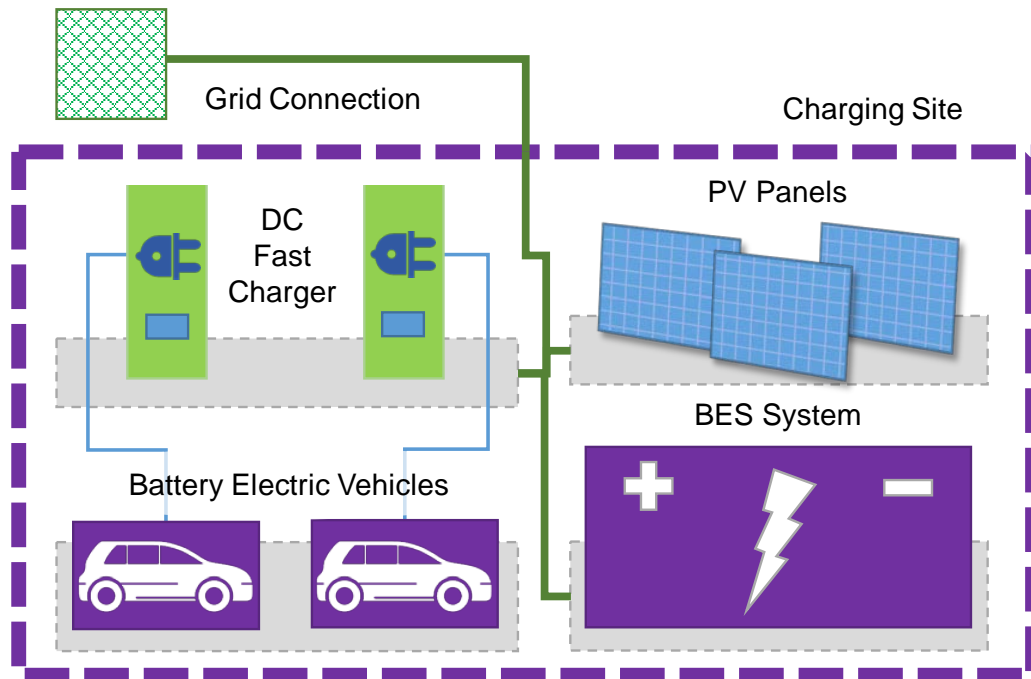 Grid Connection
Charging Site
DC
Fast
Charger
PV Panels
BES System
Battery Electric Vehicles